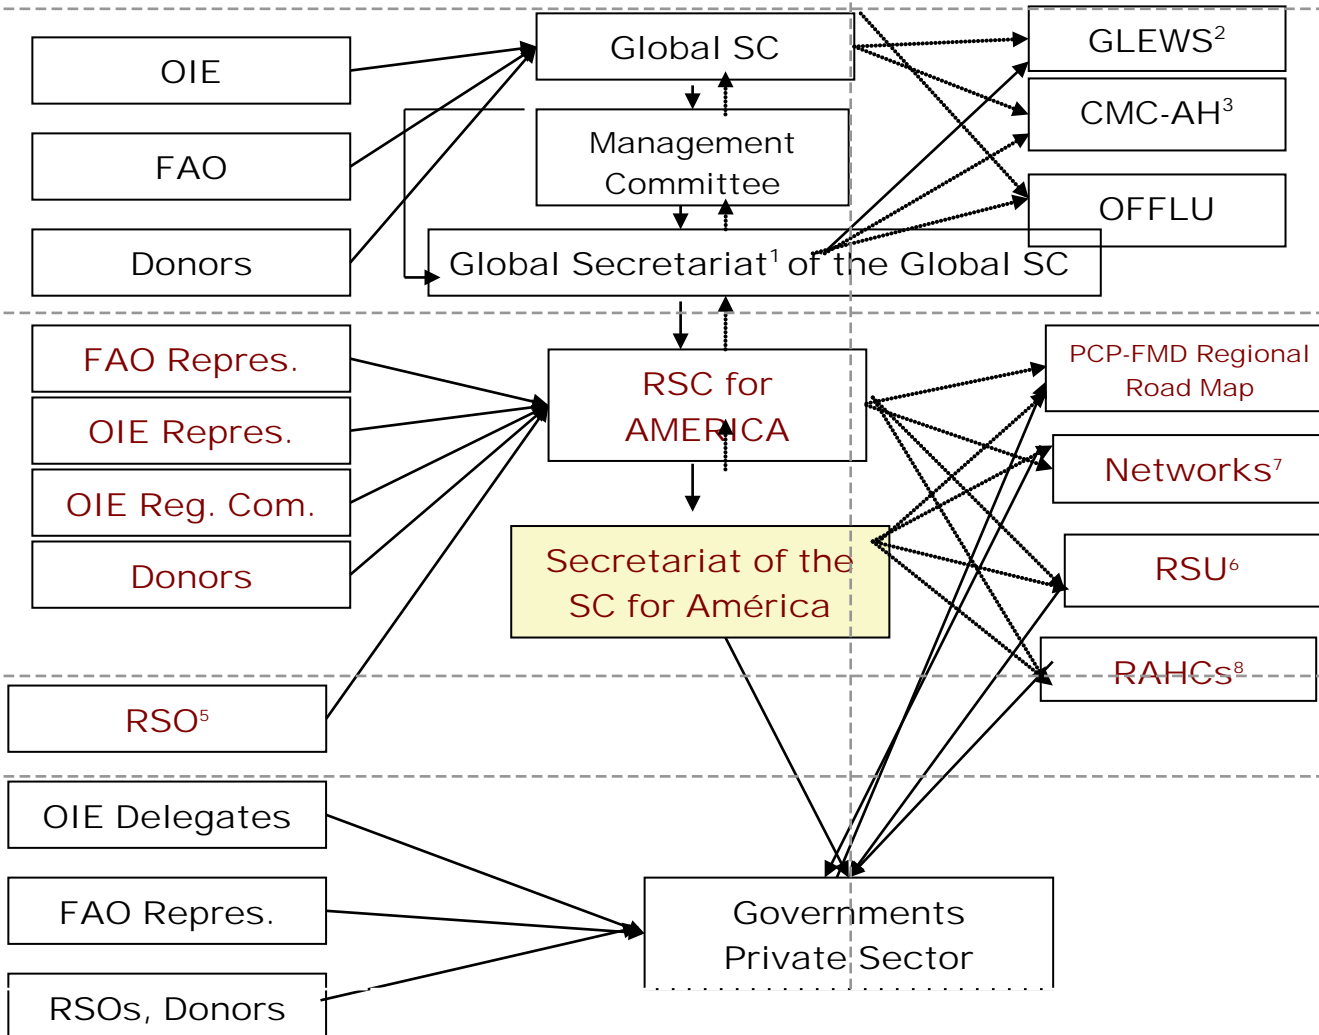 OIE
FAO
Donors
Global SC
Management
Committee
Global Secretariat¹ of the Global SC
GLEWS²
CMC-AH³
OFFLU
FAO Repres.
OIE Repres.
OIE Reg. Com.
Donors
RSC for
AMERICA
Secretariat of the
SC for América
PCP-FMD Regional
Road Map
Networks⁷
RSU⁶
RAHCs⁸
RSO⁵
OIE Delegates
FAO Repres.
RSOs, Donors
Governments
Private Sector